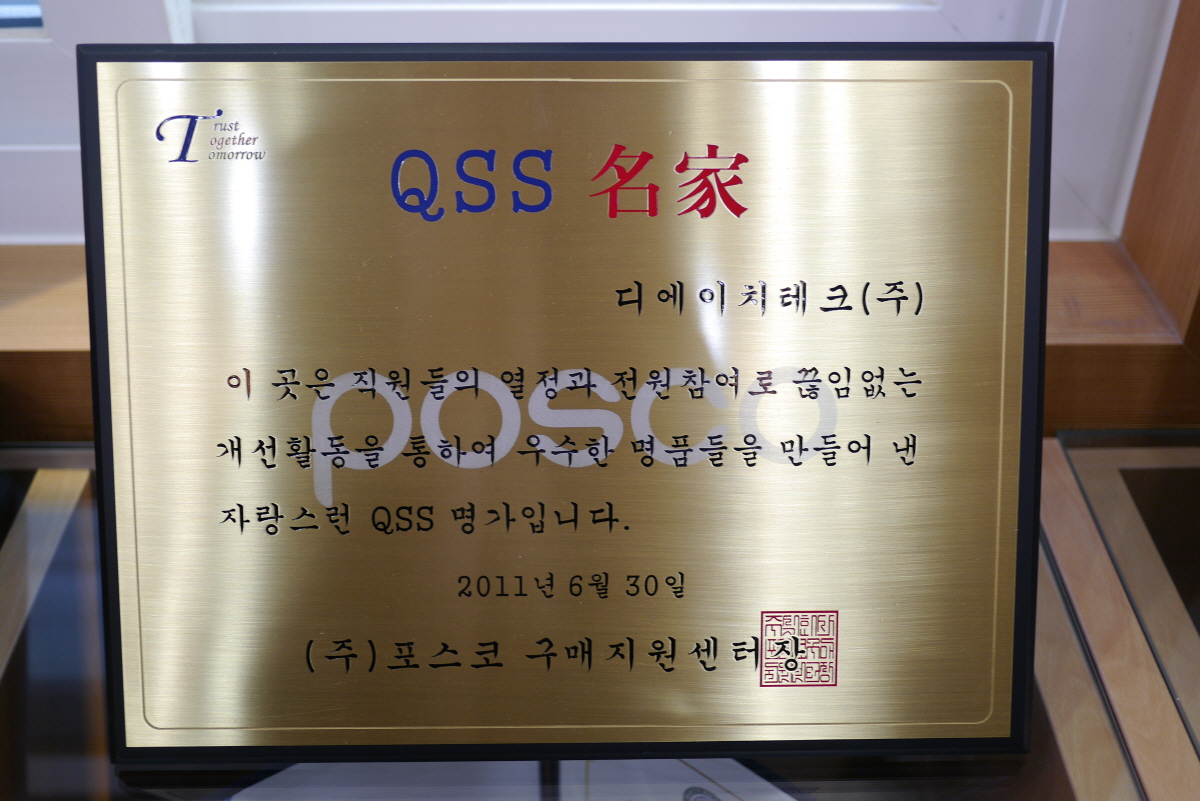 Trust
Together
Tomorrow
QSS 名家
디에이치테크(주)
posco
이 곳은 직원들의 열정과 전원참여로 끊임없는
개선활동을 통하여 우수한 명품들을 만들어 낸
자랑스런 QSS 명가입니다.
2011년 6월 30일
(주)포스코 구매지원센터장